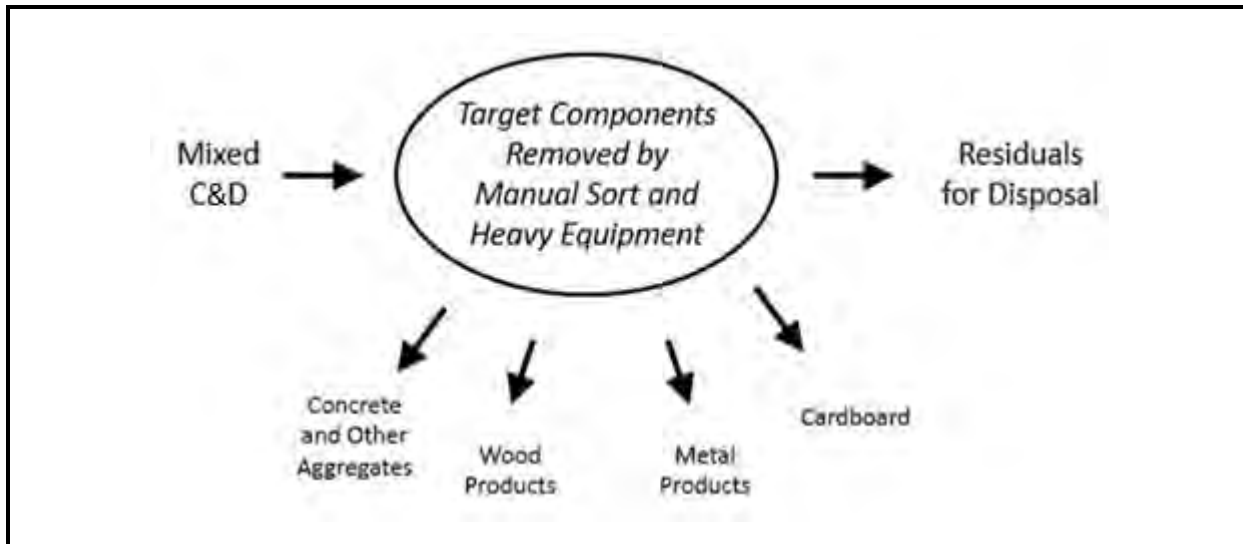 Mixed
C&D
Target Components
Removed by
Manual Sort and
Heavy Equipment
Residuals
for Disposal
Concrete
and Other
Aggregates
Wood
Products
Metal
Products
Cardboard